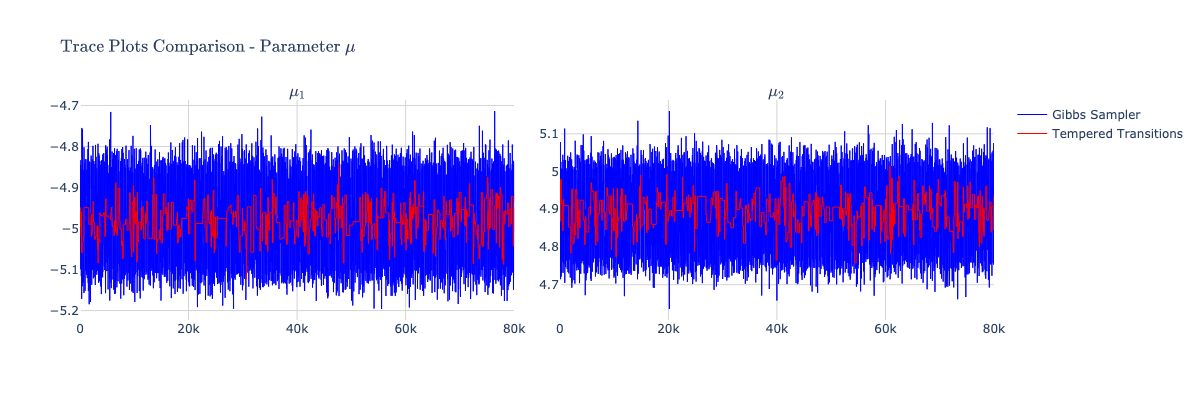 Trace Plots Comparison - Parameter μ
μ1
μ2
−4.7
−4.8
−4.9
−5
−5.1
−5.2
0
20k
40k
60k
80k
5.1
5
4.9
4.8
4.7
0
20k
40k
60k
80k
Gibbs Sampler
Tempered Transitions